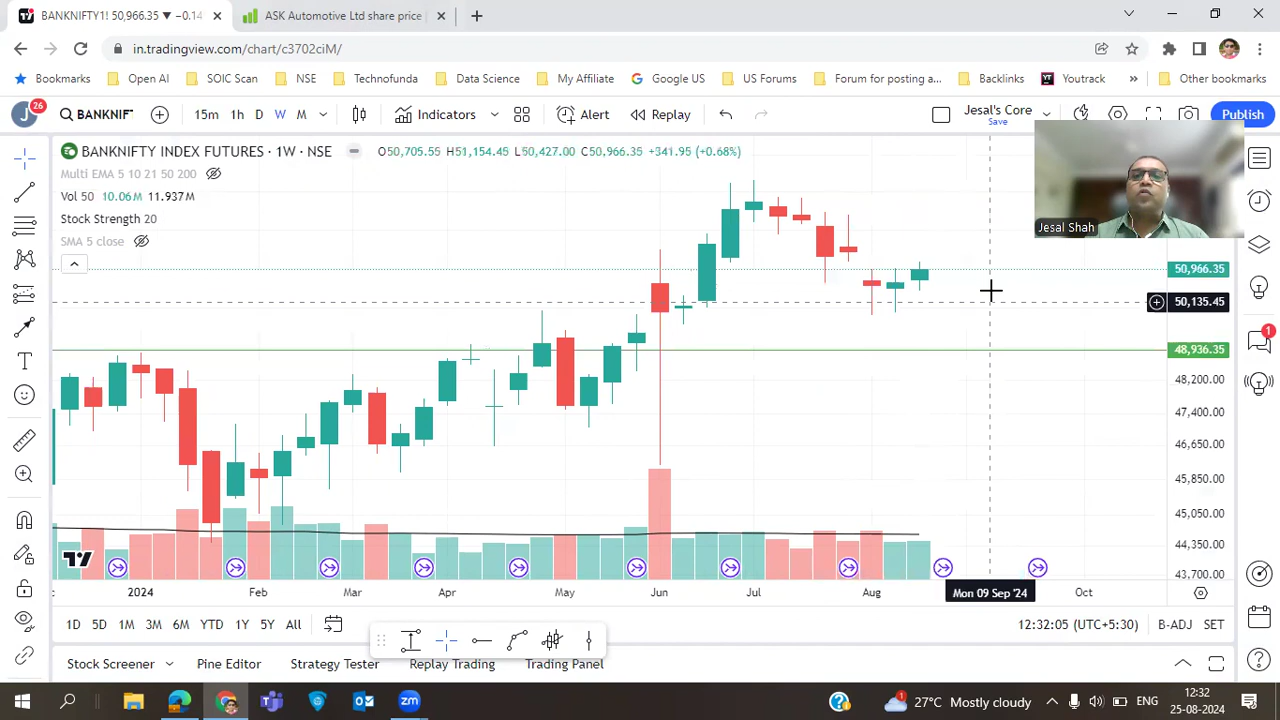 BANKNIFTY1! 50,966.35 ▼ −0.14
ASK Automotive Ltd share price
in.tradingview.com/chart/c3702ciM/
Bookmarks
Open AI
SOIC Scan
NSE
Technofunda
Data Science
My Affiliate
Google US
US Forums
Forum for posting a...
Backlinks
Youtrack
»
Other bookmarks
J
26
BANKNIF
15m
1h
D
W
M
Indicators
Alert
Replay
Jesal's Core
Save
Publish
BANKNIFTY INDEX FUTURES · 1W · NSE
O50,705.55 H51,154.45 L50,427.00 C50,966.35 +341.95 (+0.68%)
Multi EMA 5 10 21 50 200
Vol 50 10.06M 11.937M
Stock Strength 20
SMA 5 close
Jesal Shah
50,966.35
50,135.45
48,936.35
48,200.00
47,400.00
46,650.00
45,850.00
45,050.00
44,350.00
43,700.00
1
2024
Feb
Mar
Apr
May
Jun
Jul
Aug
Mon 09 Sep '24
Oct
1D
5D
1M
3M
6M
YTD
1Y
5Y
All
12:32:05 (UTC+5:30)
B-ADJ
SET
Stock Screener
Pine Editor
Strategy Tester
Replay Trading
Trading Panel
zm
1
27°C Mostly cloudy
ENG
12:32
25-08-2024